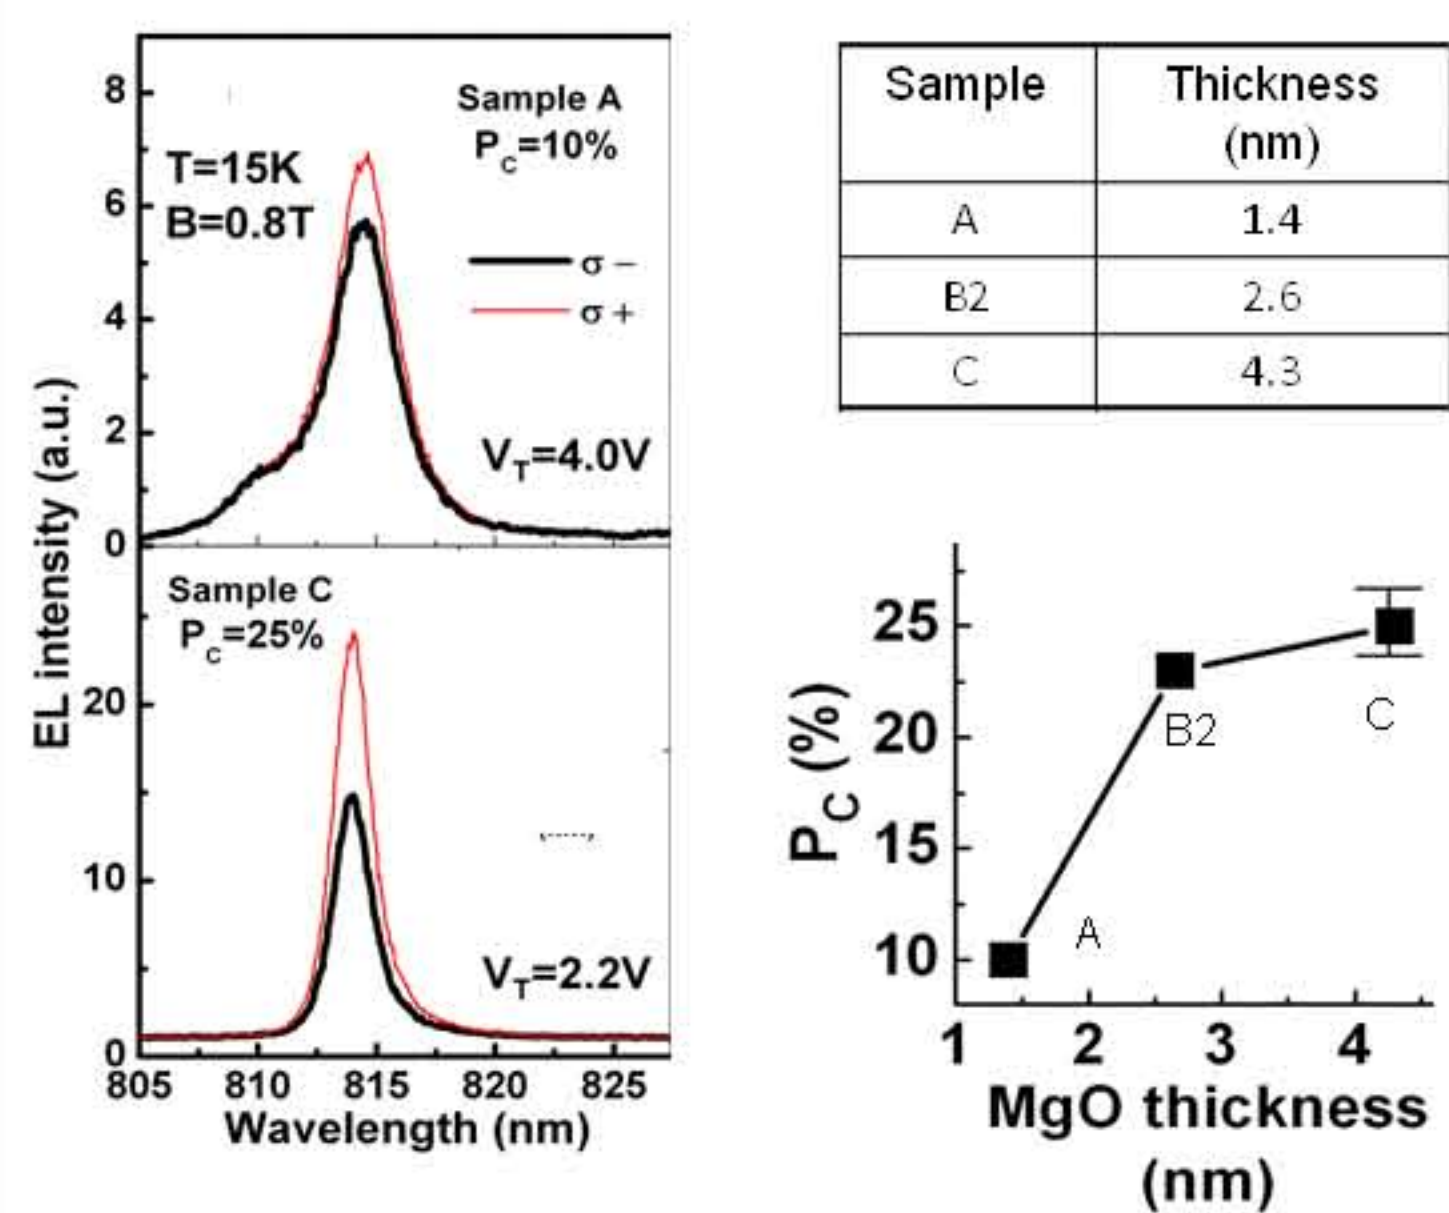 Sample A
P_C=10%
T=15K
B=0.8T
σ −
σ +
V_T=4.0V
8
6
4
2
0
EL intensity (a.u.)
Sample C
P_C=25%
V_T=2.2V
20
10
0
805 810 815 820 825
Wavelength (nm)
Sample Thickness
(nm)
A 1.4
B2 2.6
C 4.3
P_C (%)
25
20
15
10
A
B2
C
1 2 3 4
MgO thickness
(nm)